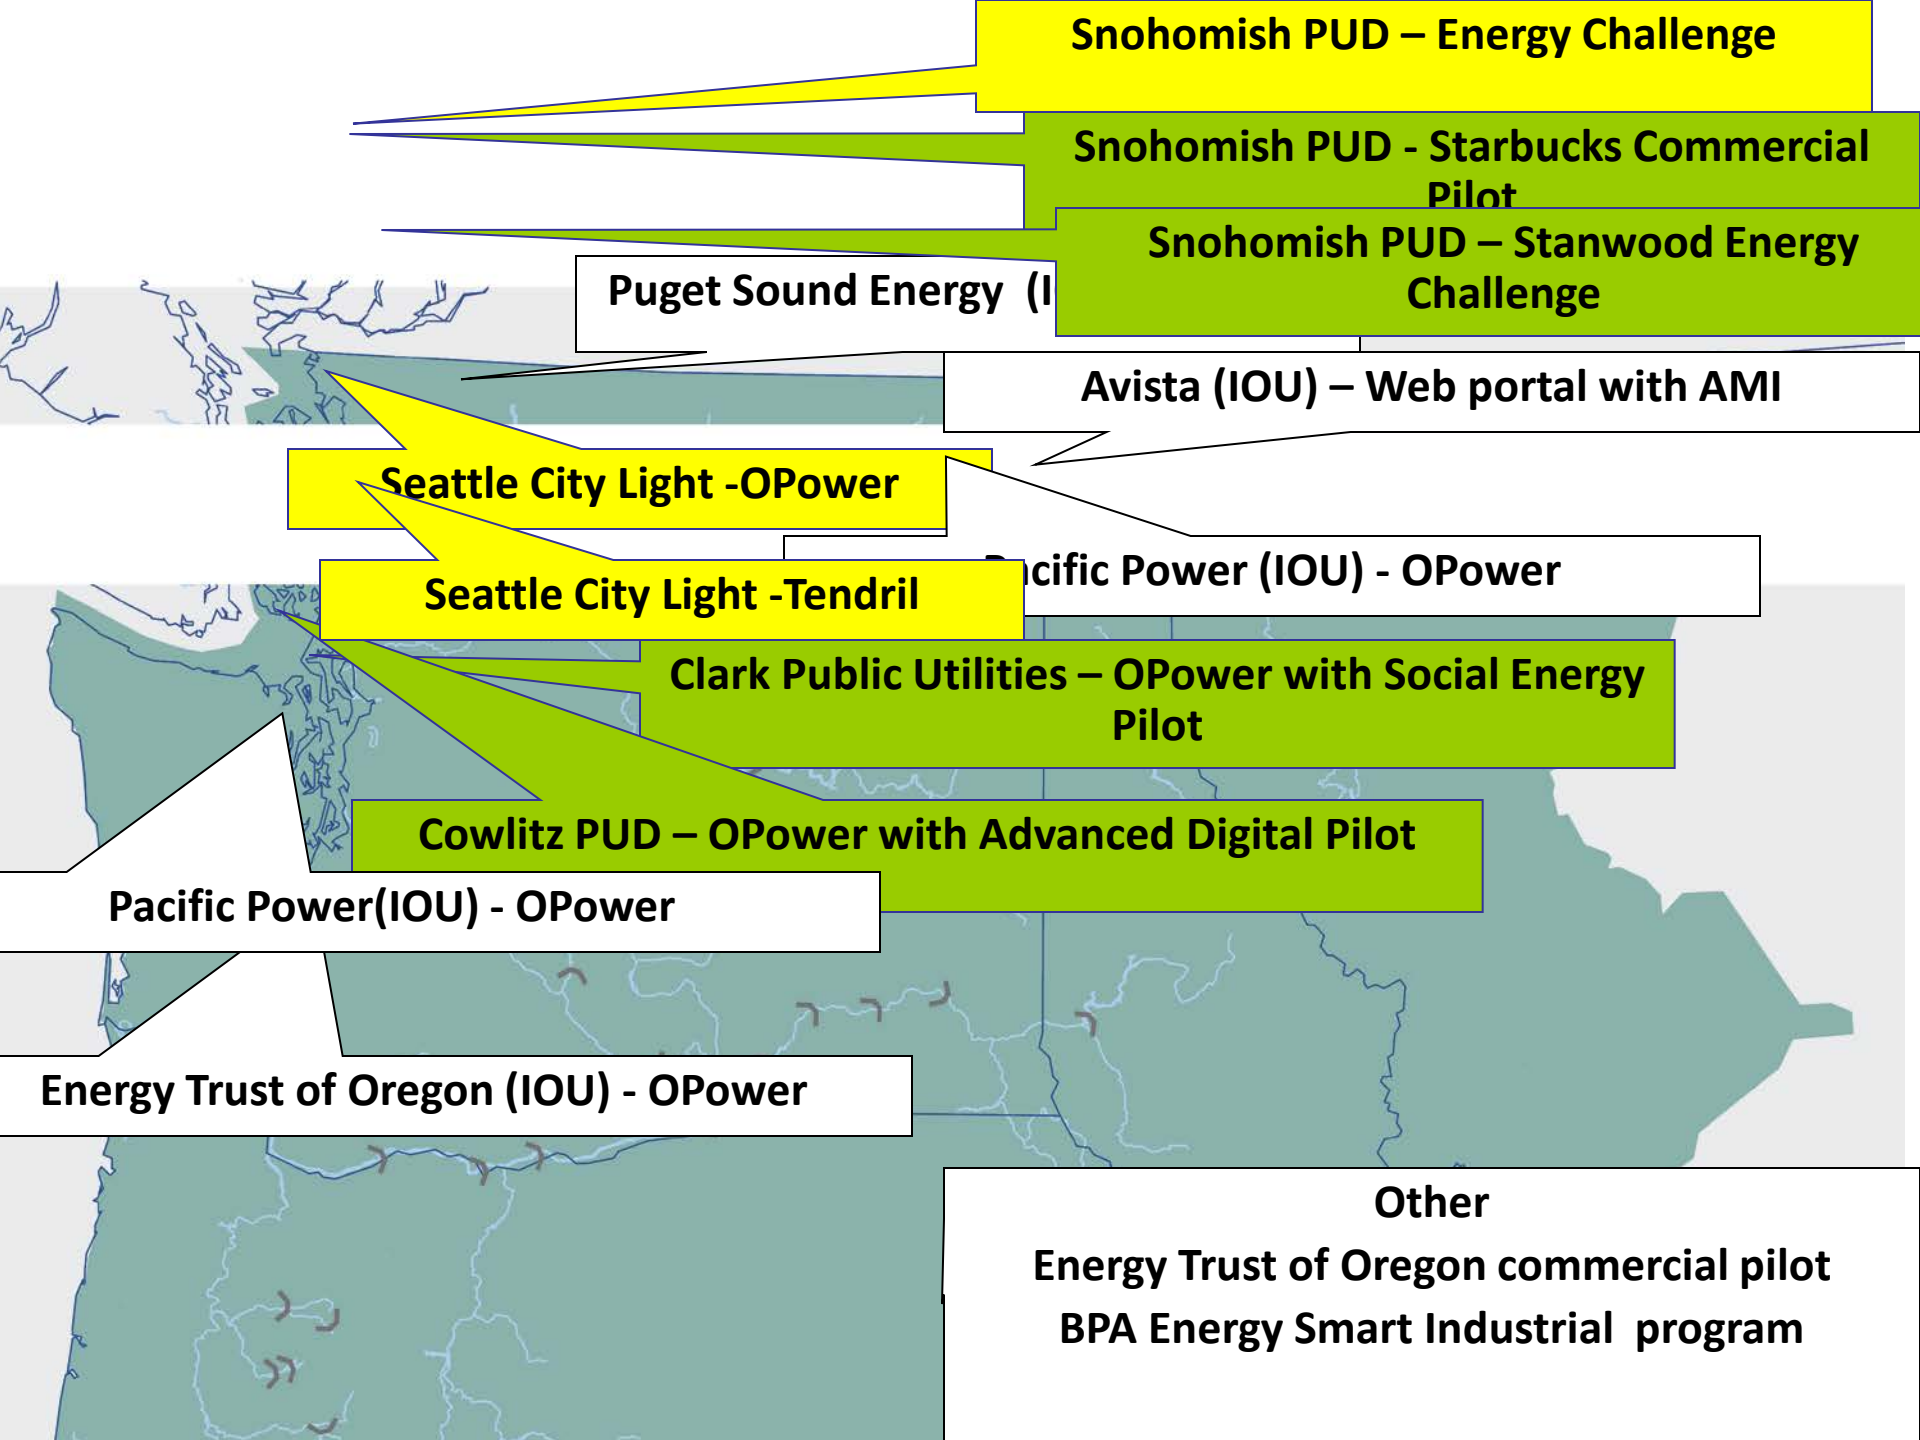 Snohomish PUD – Energy Challenge
Snohomish PUD - Starbucks Commercial
Pilot
Snohomish PUD – Stanwood Energy
Challenge
Puget Sound Energy
Avista (IOU) – Web portal with AMI
Seattle City Light -OPower
Pacific Power (IOU) - OPower
Seattle City Light -Tendril
Clark Public Utilities – OPower with Social Energy
Pilot
Cowlitz PUD – OPower with Advanced Digital Pilot
Pacific Power(IOU) - OPower
Energy Trust of Oregon (IOU) - OPower
Other
Energy Trust of Oregon commercial pilot
BPA Energy Smart Industrial program